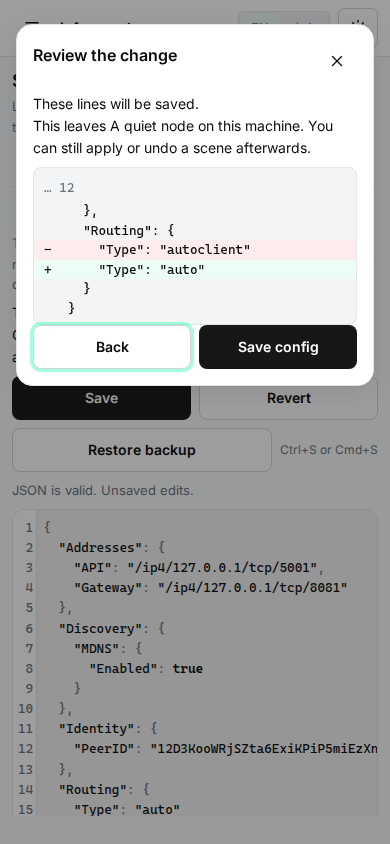 Review the change
These lines will be saved.
This leaves A quiet node on this machine. You
can still apply or undo a scene afterwards.
… 12
},
"Routing": {
− "Type": "autoclient"
+ "Type": "auto"
}
}
Back
Save config
Save
Revert
Restore backup
Ctrl+S or Cmd+S
JSON is valid. Unsaved edits.
1 {
2 "Addresses": {
3 "API": "/ip4/127.0.0.1/tcp/5001",
4 "Gateway": "/ip4/127.0.0.1/tcp/8081"
5 },
6 "Discovery": {
7 "MDNS": {
8 "Enabled": true
9 }
10 },
11 "Identity": {
12 "PeerID": "12D3KooWRjSZta6ExiKPiP5miEzXn
13 },
14 "Routing": {
15 "Type": "auto"